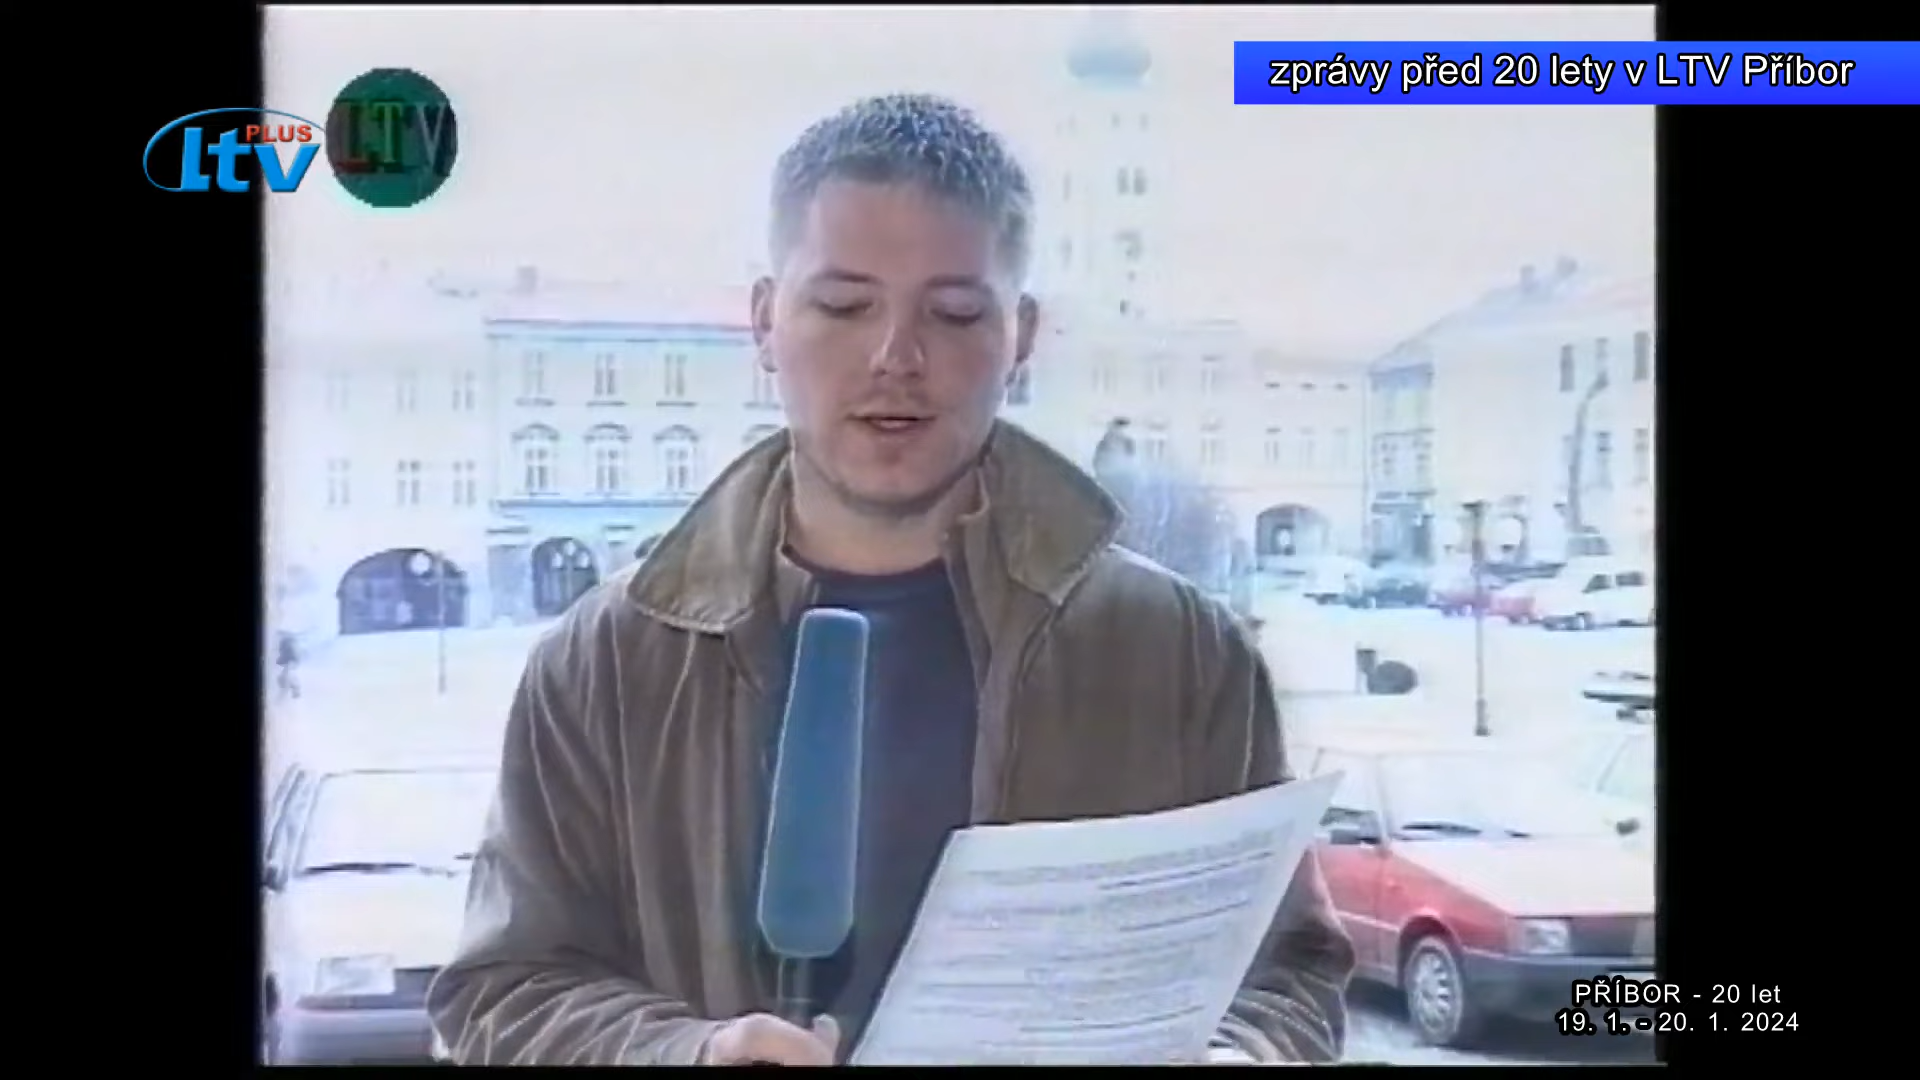 zprávy před 20 lety v LTV Příbor
ltv PLUS
LTV
PŘÍBOR - 20 let
19. 1. - 20. 1. 2024